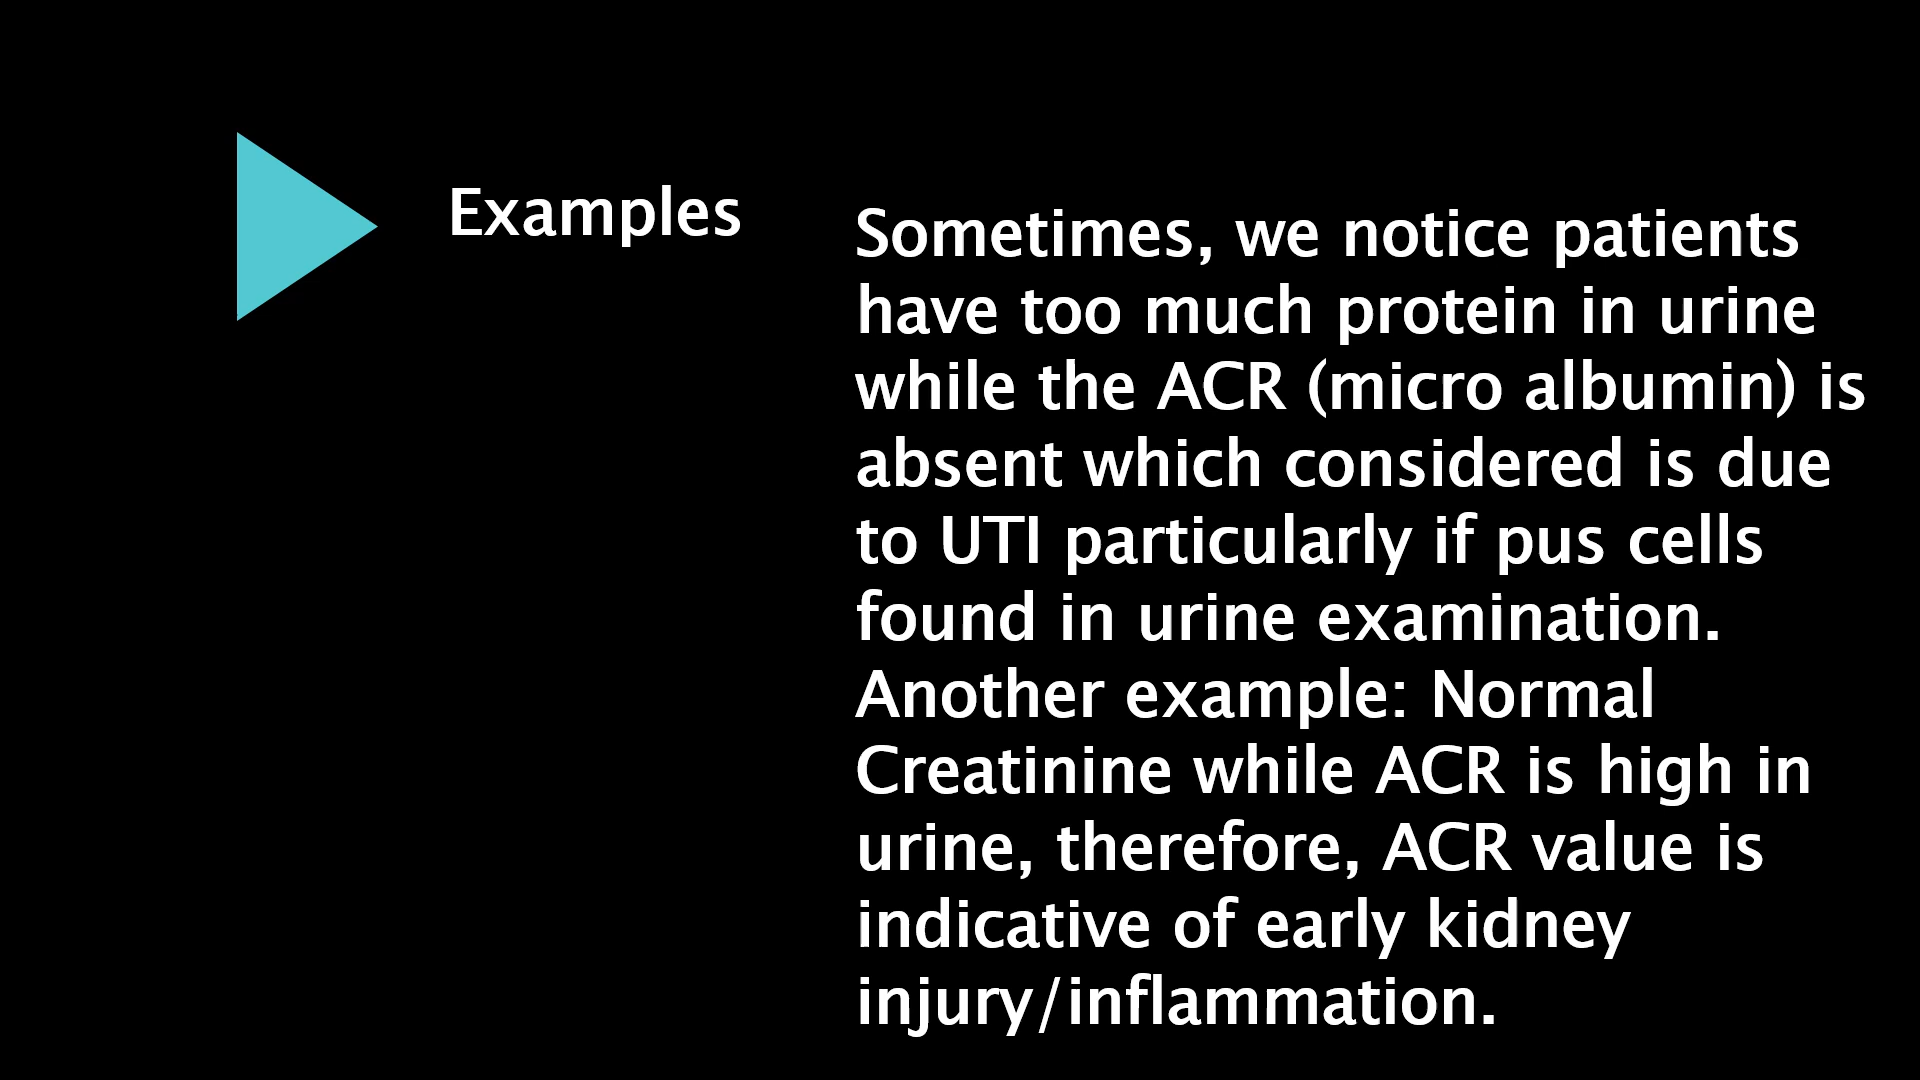 Examples
Sometimes, we notice patients
have too much protein in urine
while the ACR (micro albumin) is
absent which considered is due
to UTI particularly if pus cells
found in urine examination.
Another example: Normal
Creatinine while ACR is high in
urine, therefore, ACR value is
indicative of early kidney
injury/inflammation.